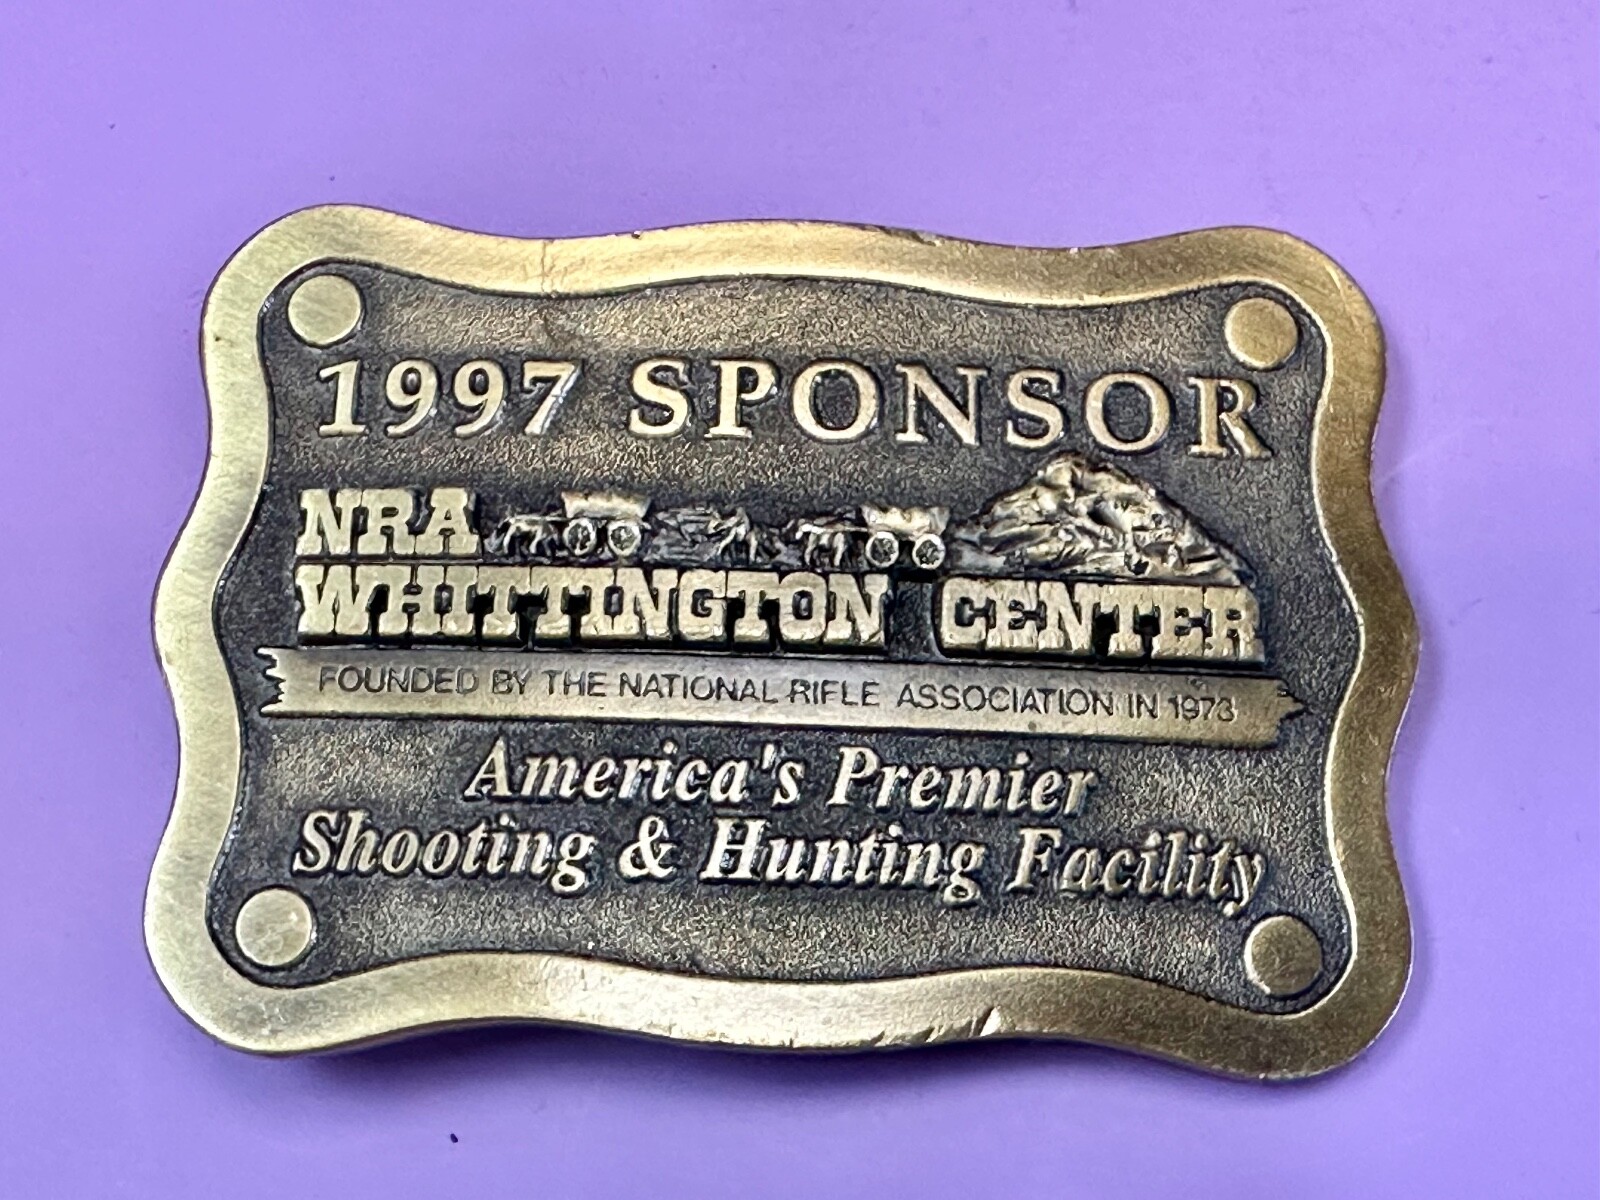 1997 SPONSOR
NRA
WHITTINGTON CENTER
FOUNDED BY THE NATIONAL RIFLE ASSOCIATION IN 1973
America's Premier
Shooting & Hunting Facility